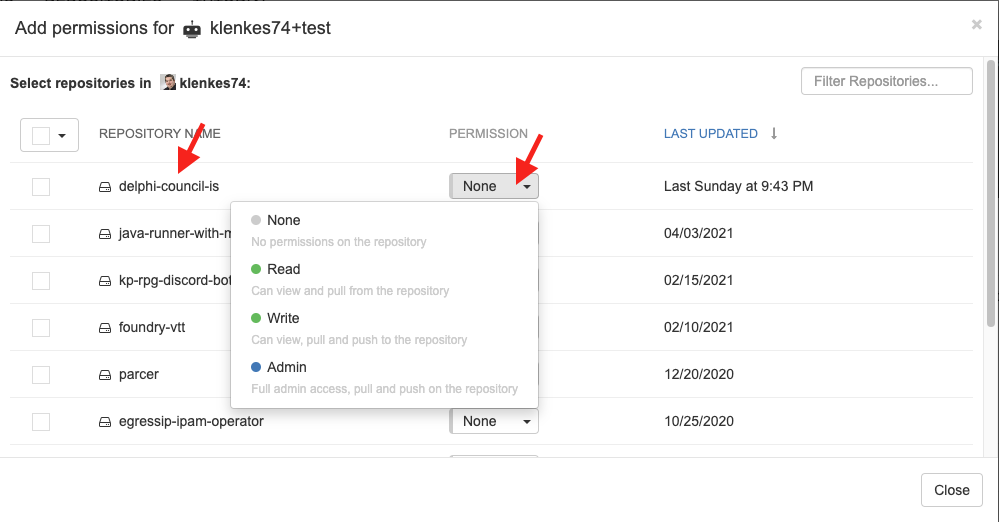 Add permissions for klenkes74+test
×
Select repositories in klenkes74:
Filter Repositories...
REPOSITORY NAME PERMISSION LAST UPDATED
delphi-council-is None Last Sunday at 9:43 PM
None
No permissions on the repository
java-runner-with-m 04/03/2021
Read
kp-rpg-discord-bot 02/15/2021
Can view and pull from the repository
Write
foundry-vtt 02/10/2021
Can view, pull and push to the repository
Admin
parcer 12/20/2020
Full admin access, pull and push on the repository
egressip-ipam-operator None 10/25/2020
Close